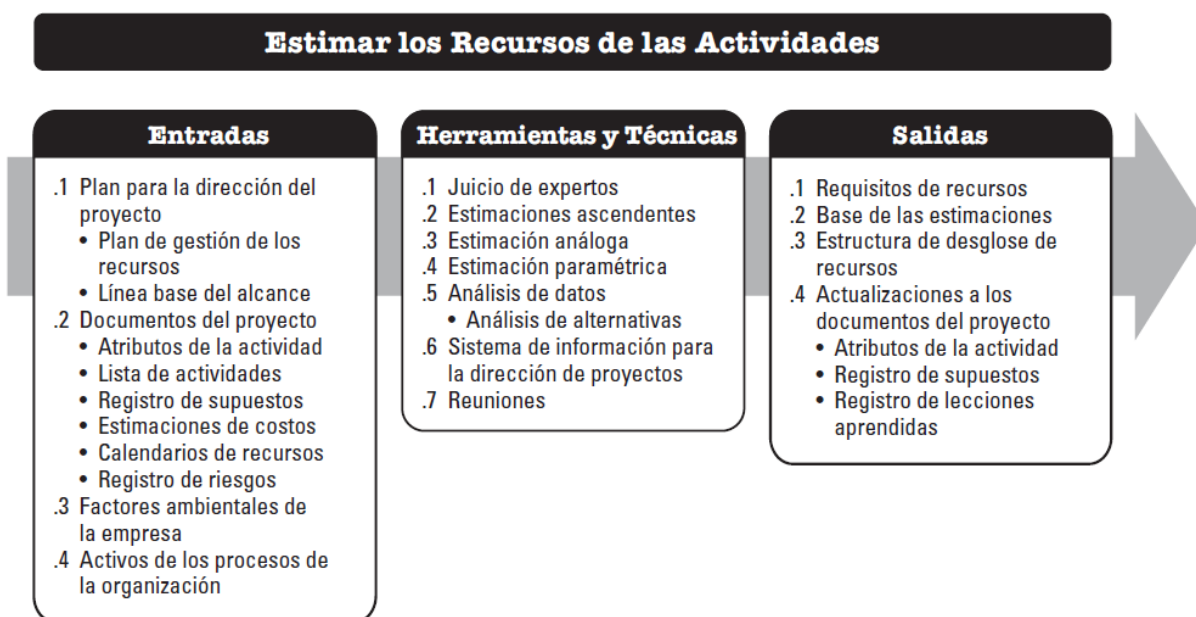 Estimar los Recursos de las Actividades
Entradas
.1 Plan para la dirección del
proyecto
• Plan de gestión de los
recursos
• Línea base del alcance
.2 Documentos del proyecto
• Atributos de la actividad
• Lista de actividades
• Registro de supuestos
• Estimaciones de costos
• Calendarios de recursos
• Registro de riesgos
.3 Factores ambientales de
la empresa
.4 Activos de los procesos de
la organización
Herramientas y Técnicas
.1 Juicio de expertos
.2 Estimaciones ascendentes
.3 Estimación análoga
.4 Estimación paramétrica
.5 Análisis de datos
• Análisis de alternativas
.6 Sistema de información para
la dirección de proyectos
.7 Reuniones
Salidas
.1 Requisitos de recursos
.2 Base de las estimaciones
.3 Estructura de desglose de
recursos
.4 Actualizaciones a los
documentos del proyecto
• Atributos de la actividad
• Registro de supuestos
• Registro de lecciones
aprendidas